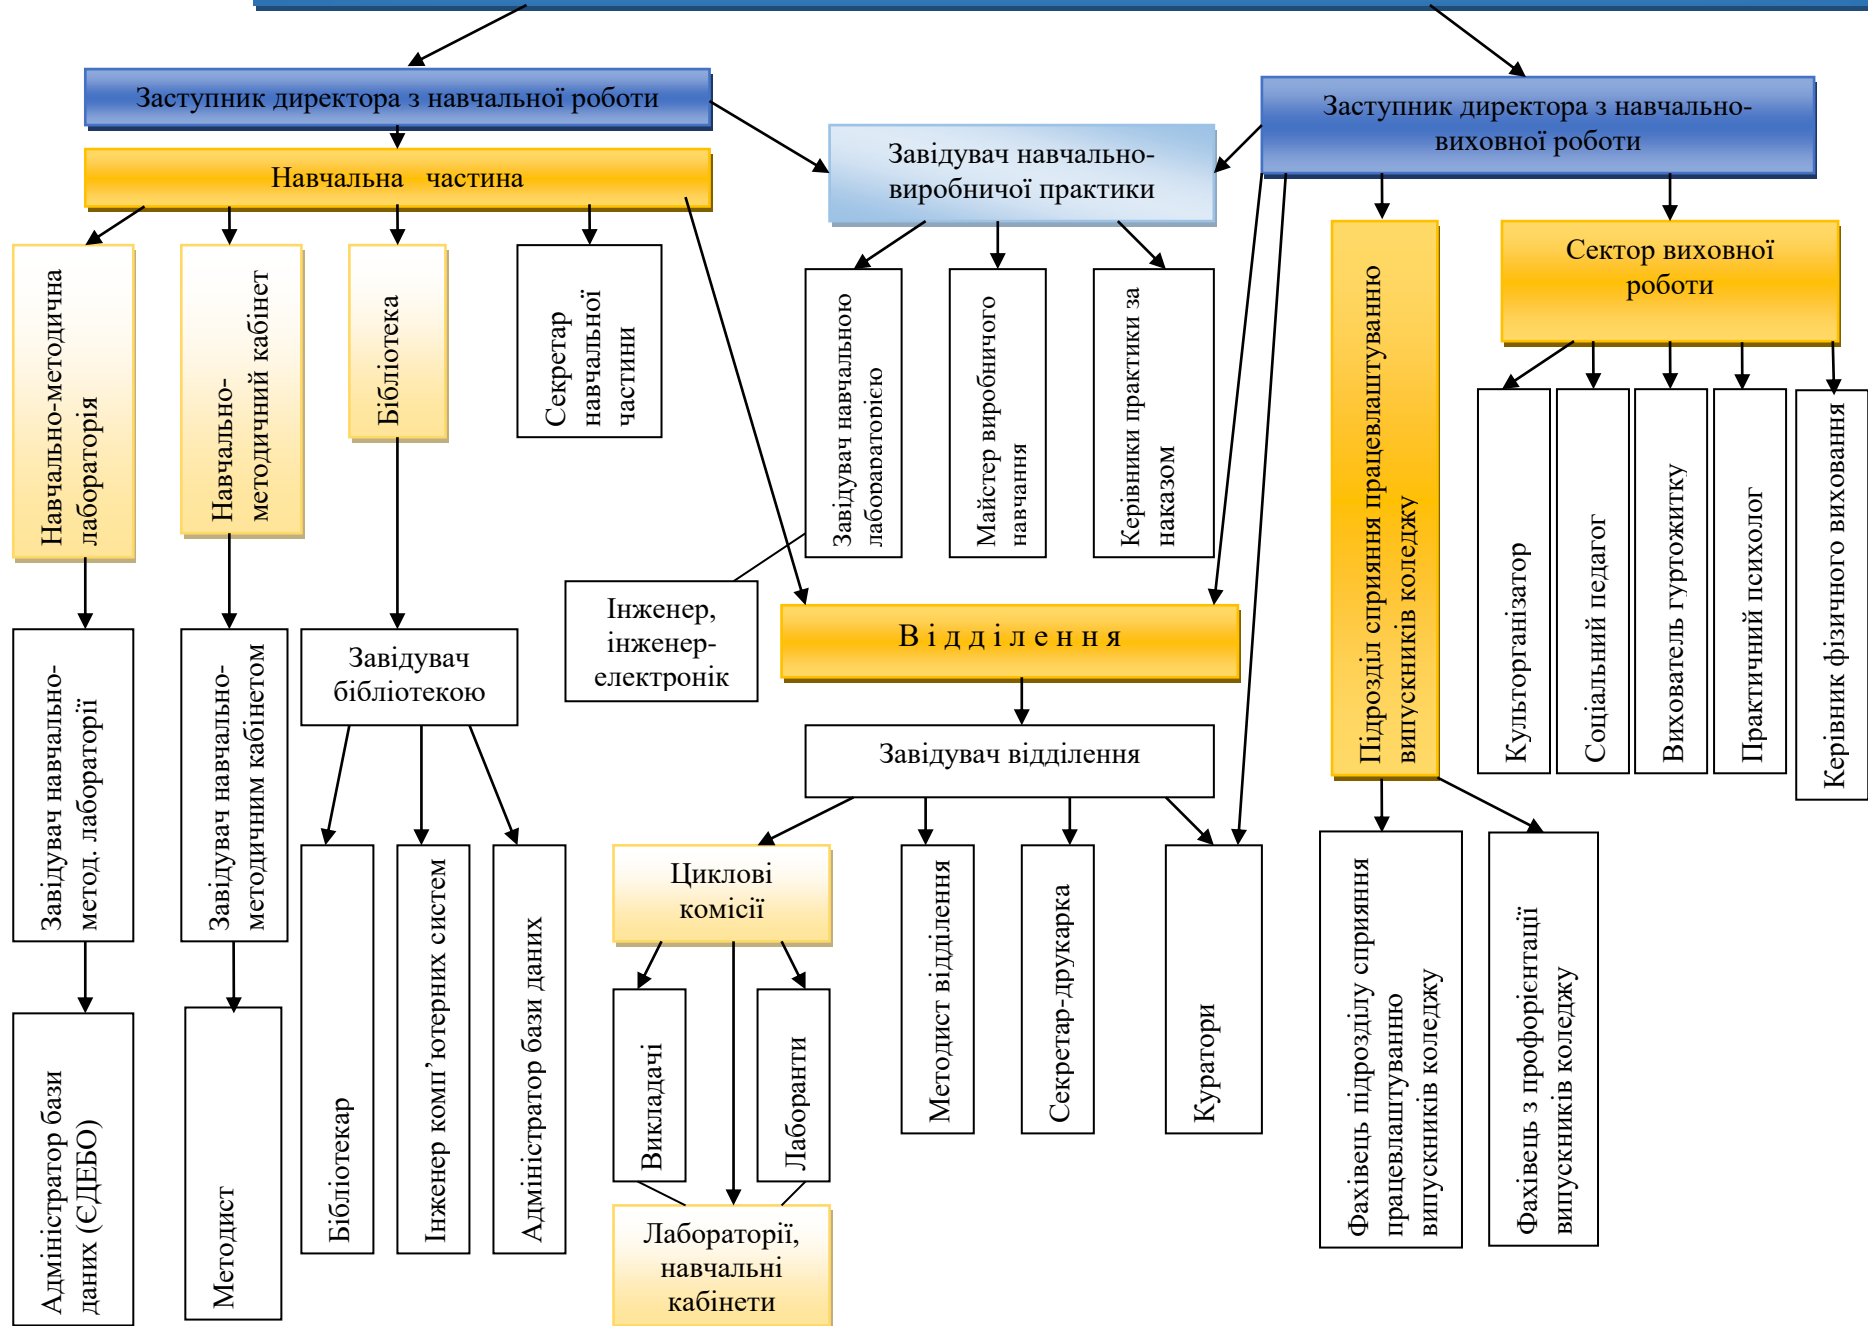 Заступник директора з навчальної роботи
Заступник директора з навчально-
виховної роботи
Завідувач навчально-
виробничої практики
Навчальна частина
Сектор виховної
роботи
Навчально-методична
лабораторія
Навчально-
методичний кабінет
Бібліотека
Секретар
навчальної
частини
Завідувач навчальною
лаборараторією
Майстер виробничого
навчання
Керівники практики за
наказом
Підрозділ сприяння працевлаштуванню
випускників коледжу
Культорганізатор
Соціальний педагог
Вихователь гуртожитку
Практичний психолог
Керівник фізичного виховання
Інженер,
інженер-
електронік
Відділення
Завідувач навчально-
метод. лабораторії
Завідувач навчально-
методичним кабінетом
Завідувач
бібліотекою
Завідувач відділення
Циклові
комісії
Методист відділення
Секретар-друкарка
Куратори
Фахівець підрозділу сприяння
працевлаштуванню
випускників коледжу
Фахівець з профорієнтації
випускників коледжу
Бібліотекар
Інженер комп’ютерних систем
Адміністратор бази даних
Викладачі
Лаборанти
Адміністратор бази
даних (ЄДЕБО)
Методист
Лабораторії,
навчальні
кабінети